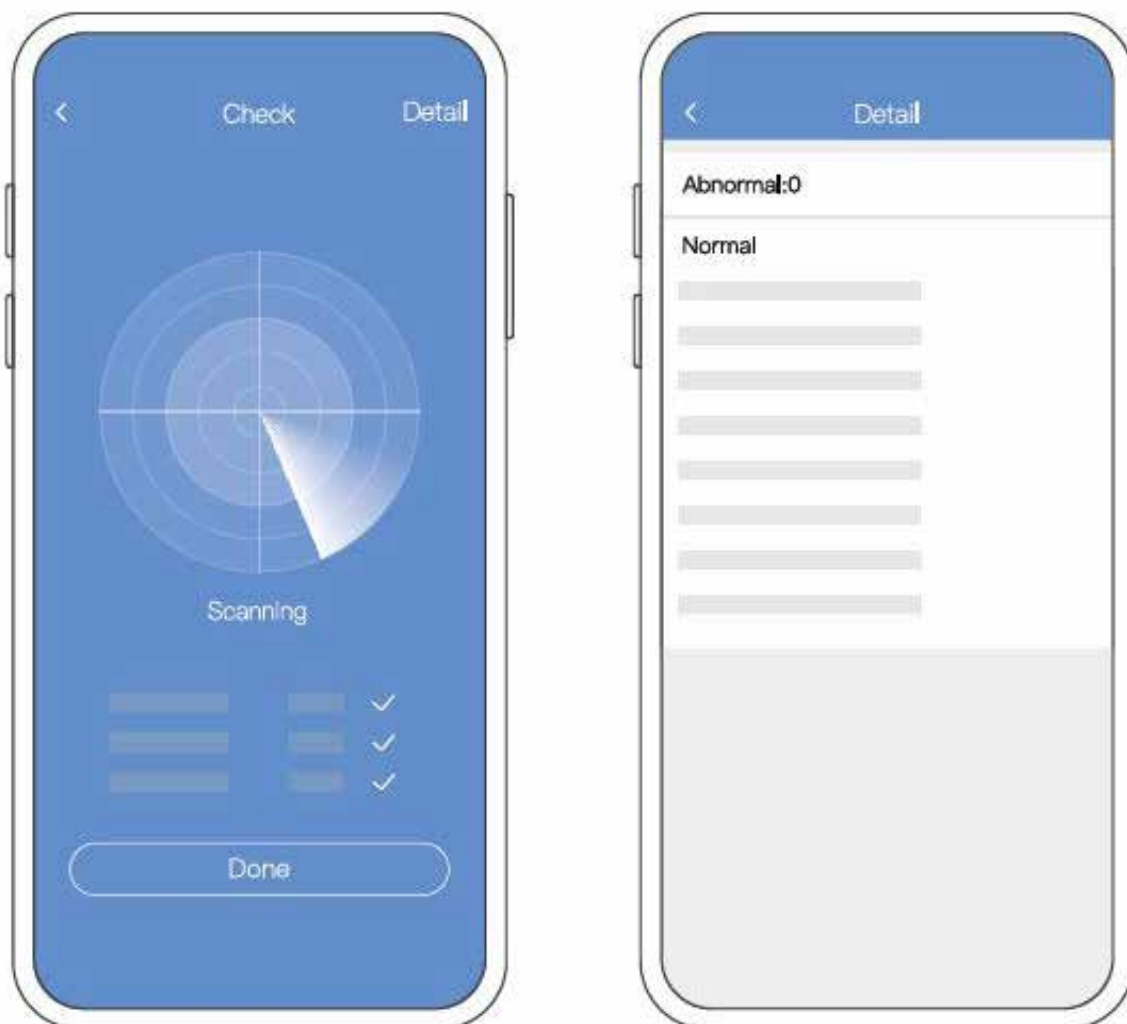 Check Detail
Scanning
Done
Detail
Abnormal:0
Normal